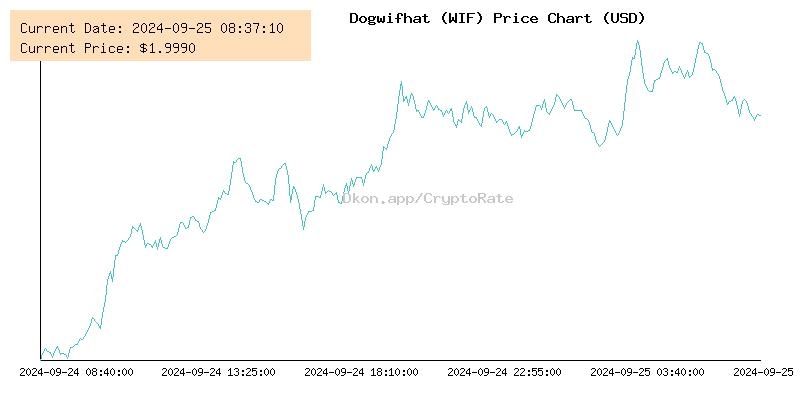 Dogwifhat (WIF) Price Chart (USD)
Current Date: 2024-09-25 08:37:10
Current Price: $1.9990
Dkon.app/CryptoRate
2024-09-24 08:40:00 2024-09-24 13:25:00 2024-09-24 18:10:00 2024-09-24 22:55:00 2024-09-25 03:40:00 2024-09-25